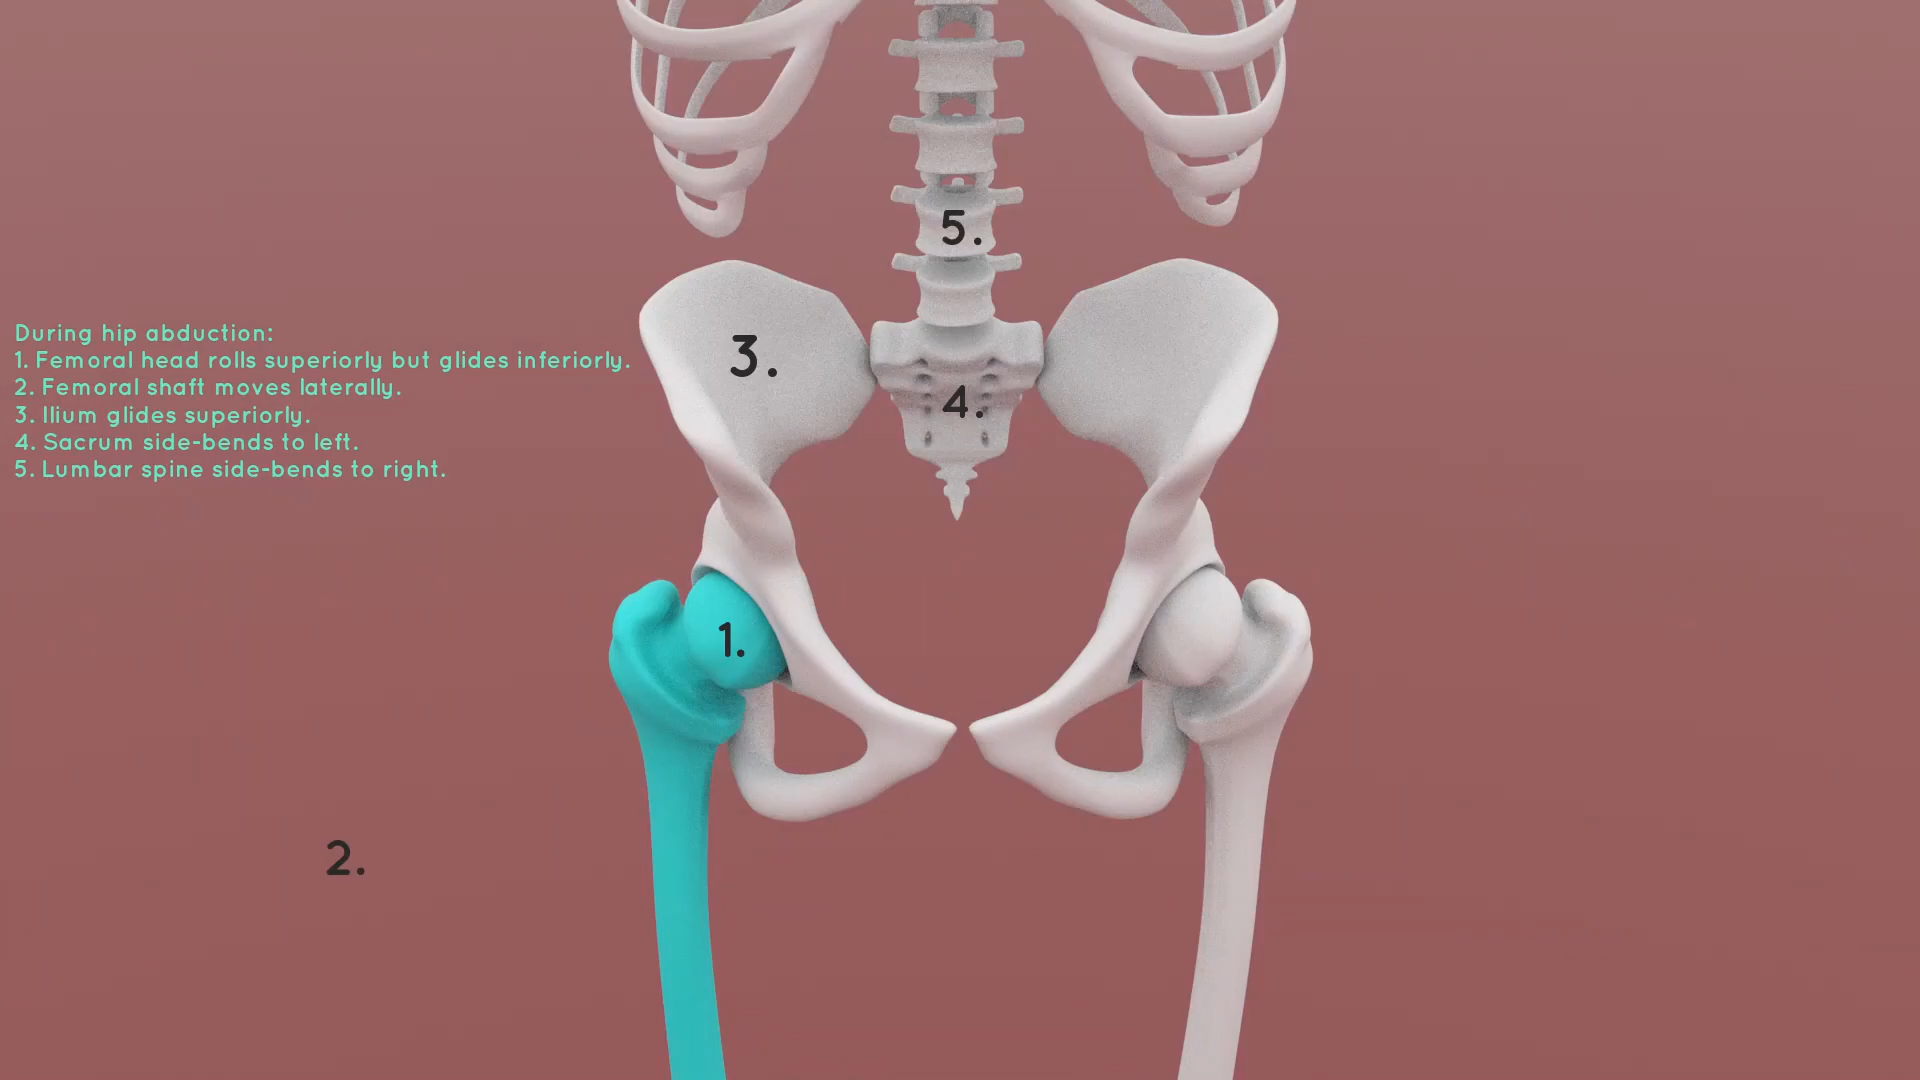 5.
3.
4.
During hip abduction:
1. Femoral head rolls superiorly but glides inferiorly.
2. Femoral shaft moves laterally.
3. Ilium glides superiorly.
4. Sacrum side-bends to left.
5. Lumbar spine side-bends to right.
1.
2.